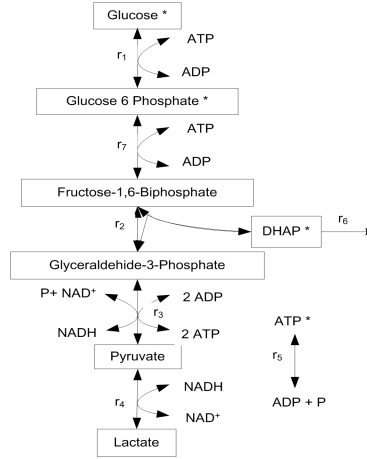 Glucose *
ATP
r1
ADP
Glucose 6 Phosphate *
ATP
r7
ADP
Fructose-1,6-Biphosphate
r2
DHAP *
r6
Glyceraldehyde-3-Phosphate
P+ NAD+
2 ADP
r3
NADH
2 ATP
ATP *
Pyruvate
r5
NADH
r4
ADP + P
NAD+
Lactate